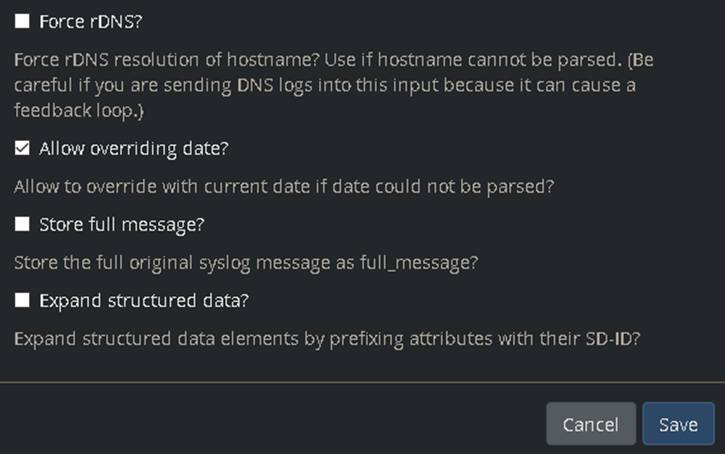 Force rDNS?
Force rDNS resolution of hostname? Use if hostname cannot be parsed. (Be
careful if you are sending DNS logs into this input because it can cause a
feedback loop.)
Allow overriding date?
Allow to override with current date if date could not be parsed?
Store full message?
Store the full original syslog message as full_message?
Expand structured data?
Expand structured data elements by prefixing attributes with their SD-ID?
Cancel Save